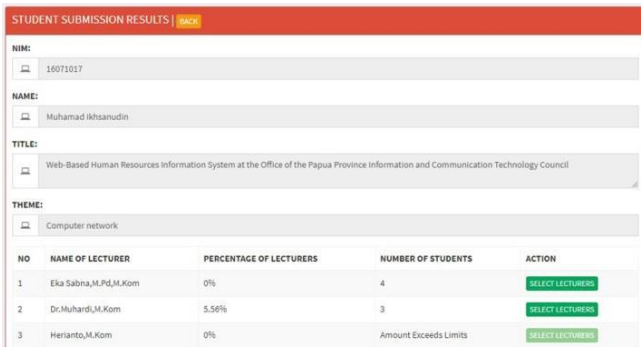 STUDENT SUBMISSION RESULTS | BACK
NIM:
16071017
NAME:
Muhamad Ikhsanudin
TITLE:
Web-Based Human Resources Information System at the Office of the Papua Province Information and Communication Technology Council
THEME:
Computer network
NO NAME OF LECTURER PERCENTAGE OF LECTURERS NUMBER OF STUDENTS ACTION
1 Eka Sabna,M.Pd,M.Kom 0% 4 SELECT LECTURERS
2 Dr.Muhardi,M.Kom 5.56% 3 SELECT LECTURERS
3 Herianto,M.Kom 0% Amount Exceeds Limits SELECT LECTURERS